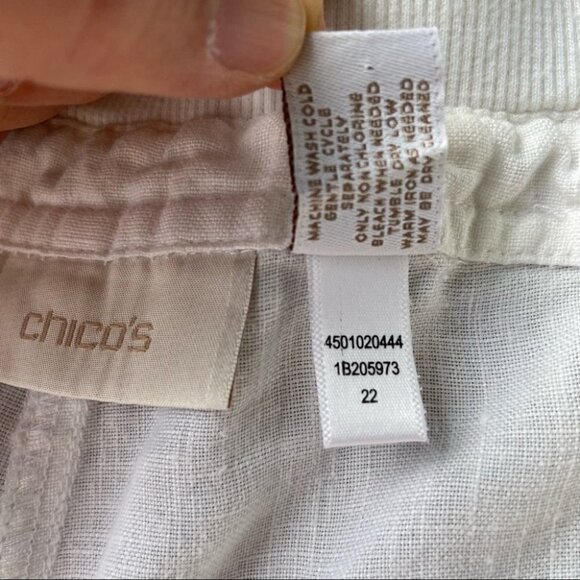 MACHINE WASH COLD
GENTLE CYCLE
SEPARATELY
ONLY NON-CHLORINE
BLEACH WHEN NEEDED
TUMBLE DRY LOW
WARM IRON AS NEEDED
MAY BE DRY CLEANED
chico's
4501020444
1B205973
22